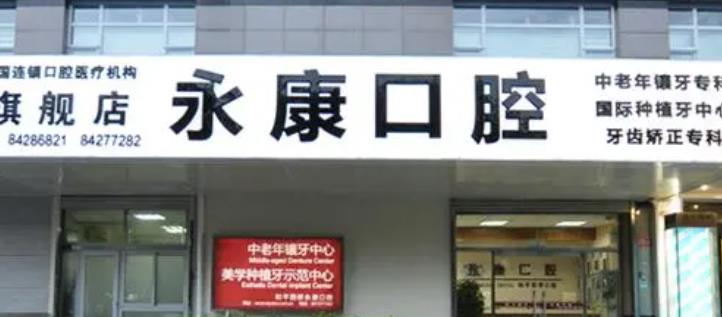 国连锁口腔医疗机构
旗舰店
84286821 84277282
永康口腔
中老年镶牙专科
国际种植牙中心
牙齿矫正专科
中老年镶牙中心
Middle-aged Denture Center
美学种植牙示范中心
Esthetic Dental Implant Center